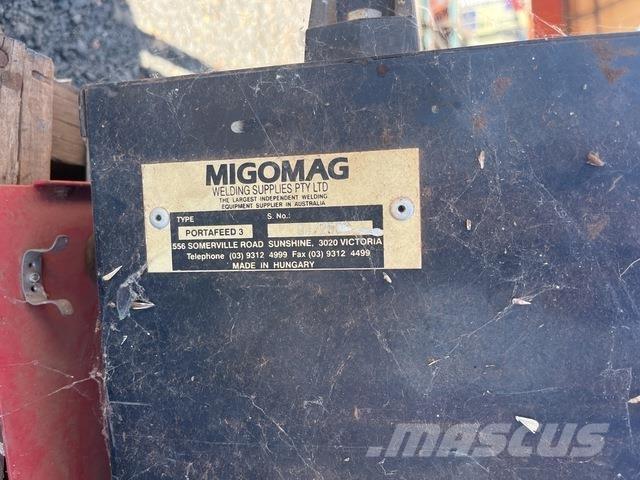 MIGOMAG
WELDING SUPPLIES PTY LTD
THE LARGEST INDEPENDENT WELDING
EQUIPMENT SUPPLIER IN AUSTRALIA
TYPE S. No.:
PORTAFEED 3
556 SOMERVILLE ROAD SUNSHINE, 3020 VICTORIA
Telephone (03) 9312 4999 Fax (03) 9312 4499
MADE IN HUNGARY
MASCUS